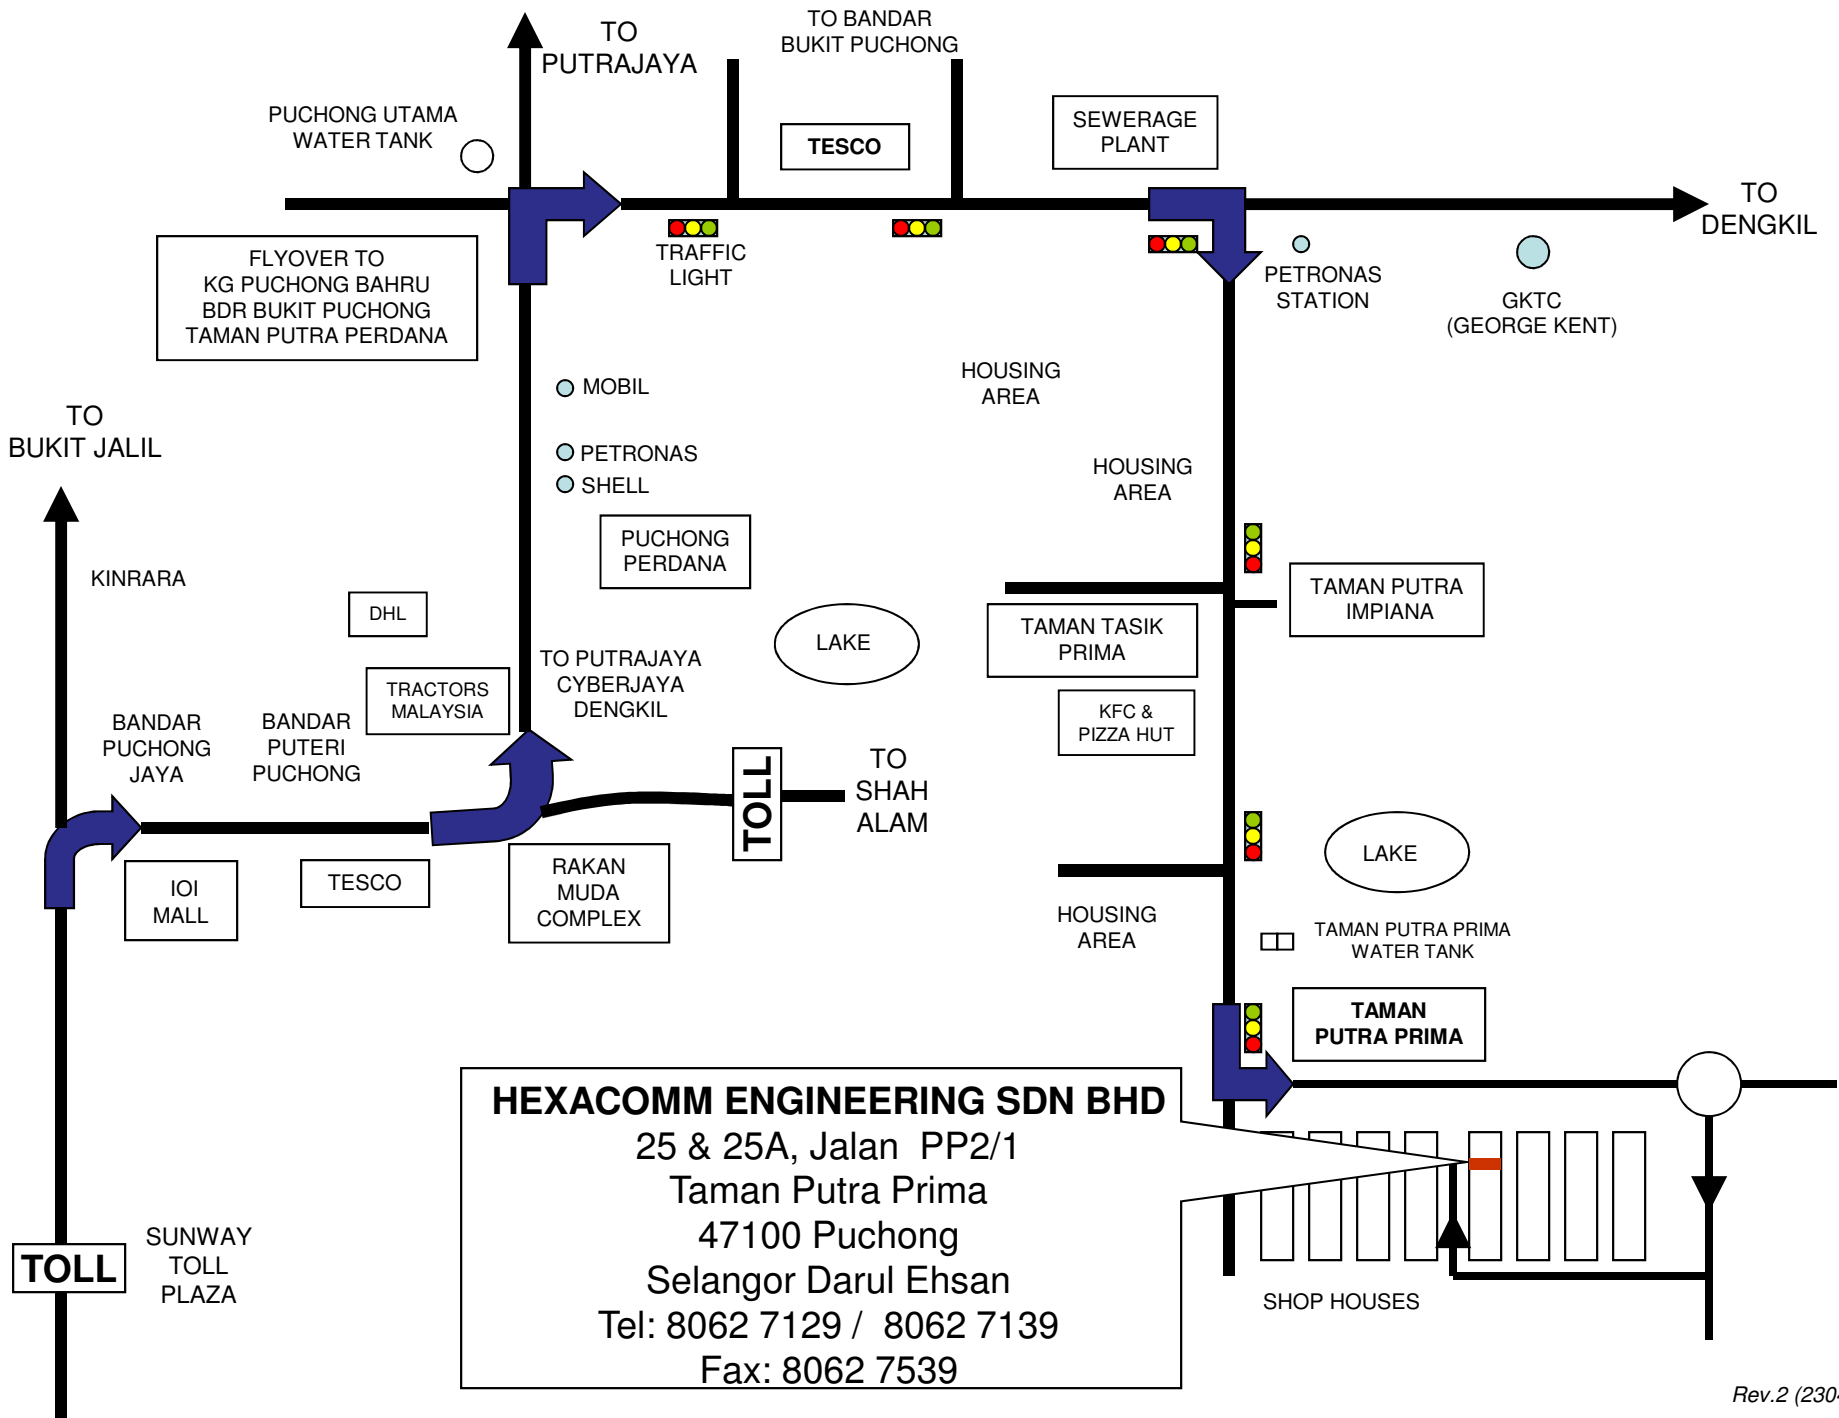 TO
PUTRAJAYA
TO BANDAR
BUKIT PUCHONG
PUCHONG UTAMA
WATER TANK
TESCO
SEWERAGE
PLANT
TO
DENGKIL
FLYOVER TO
KG PUCHONG BAHRU
BDR BUKIT PUCHONG
TAMAN PUTRA PERDANA
TRAFFIC
LIGHT
PETRONAS
STATION
GKTC
(GEORGE KENT)
MOBIL
PETRONAS
SHELL
HOUSING
AREA
TO
BUKIT JALIL
HOUSING
AREA
PUCHONG
PERDANA
KINRARA
DHL
LAKE
TAMAN TASIK
PRIMA
TAMAN PUTRA
IMPIANA
TRACTORS
MALAYSIA
TO PUTRAJAYA
CYBERJAYA
DENGKIL
KFC &
PIZZA HUT
BANDAR
PUCHONG
JAYA
BANDAR
PUTERI
PUCHONG
TOLL
TO
SHAH
ALAM
IOI
MALL
TESCO
RAKAN
MUDA
COMPLEX
LAKE
HOUSING
AREA
TAMAN PUTRA PRIMA
WATER TANK
TAMAN
PUTRA PRIMA
HEXACOMM ENGINEERING SDN BHD
25 & 25A, Jalan PP2/1
Taman Putra Prima
47100 Puchong
Selangor Darul Ehsan
Tel: 8062 7129 / 8062 7139
Fax: 8062 7539
TOLL
SUNWAY
TOLL
PLAZA
SHOP HOUSES
Rev.2